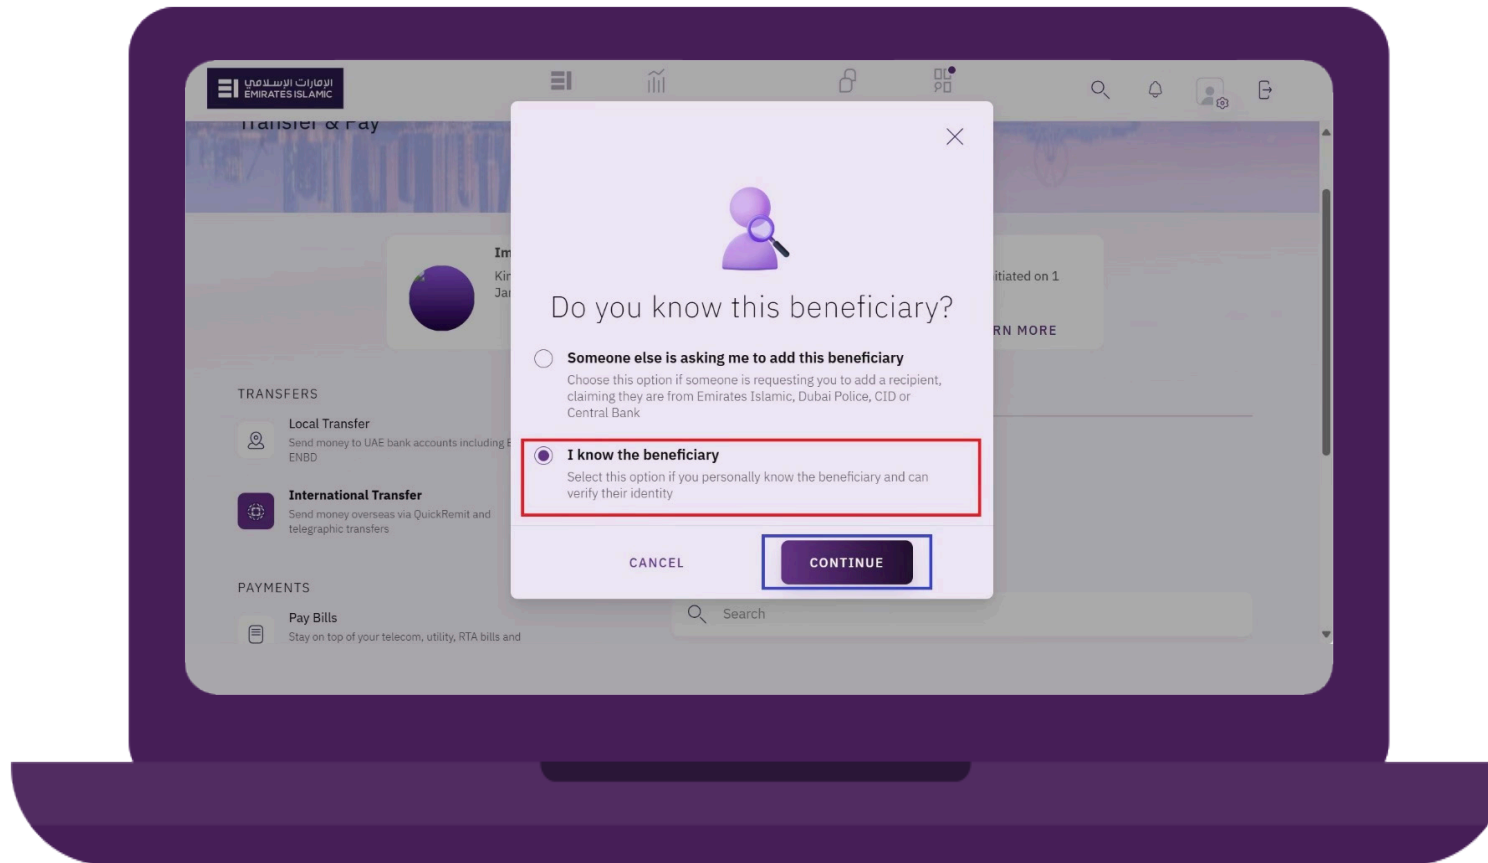 الإمارات الإسلامي
EMIRATES ISLAMIC
Transfer & Pay
Do you know this beneficiary?
Someone else is asking me to add this beneficiary
Choose this option if someone is requesting you to add a recipient,
claiming they are from Emirates Islamic, Dubai Police, CID or
Central Bank
I know the beneficiary
Select this option if you personally know the beneficiary and can
verify their identity
CANCEL
CONTINUE
itiated on 1
RN MORE
TRANSFERS
Local Transfer
Send money to UAE bank accounts including
ENBD
International Transfer
Send money overseas via QuickRemit and
telegraphic transfers
PAYMENTS
Pay Bills
Stay on top of your telecom, utility, RTA bills and
Search